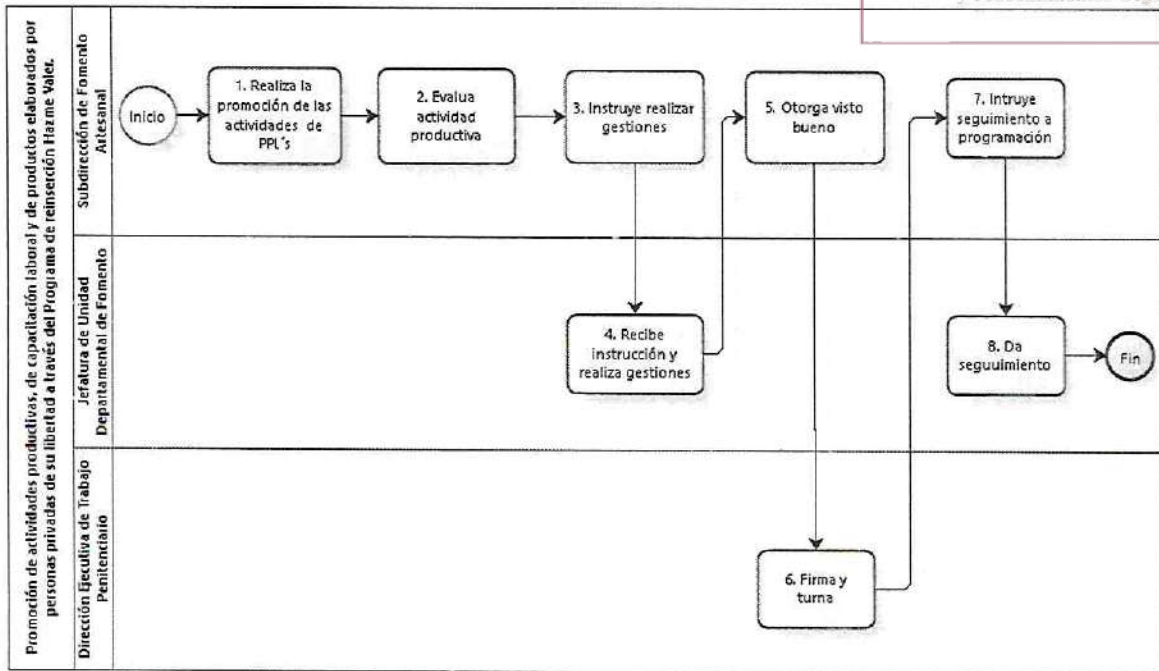 Promoción de actividades productivas, de capacitación laboral y de productos elaborados por
personas privadas de su libertad a través del Programa de reinserción Hazme Valer.
Subdirección de Fomento
Artesanal
Inicio
1. Realiza la
promoción de las
actividades de
PPL´s
2. Evalua
actividad
productiva
3. Instruye realizar
gestiones
5. Otorga visto
bueno
7. Intruye
seguimiento a
programación
Jefatura de Unidad
Departamental de Fomento
4. Recibe
instrucción y
realiza gestiones
8. Da
seguuimiento
Fin
Dirección Ejecutiva de Trabajo
Penitenciario
6. Firma y
turna